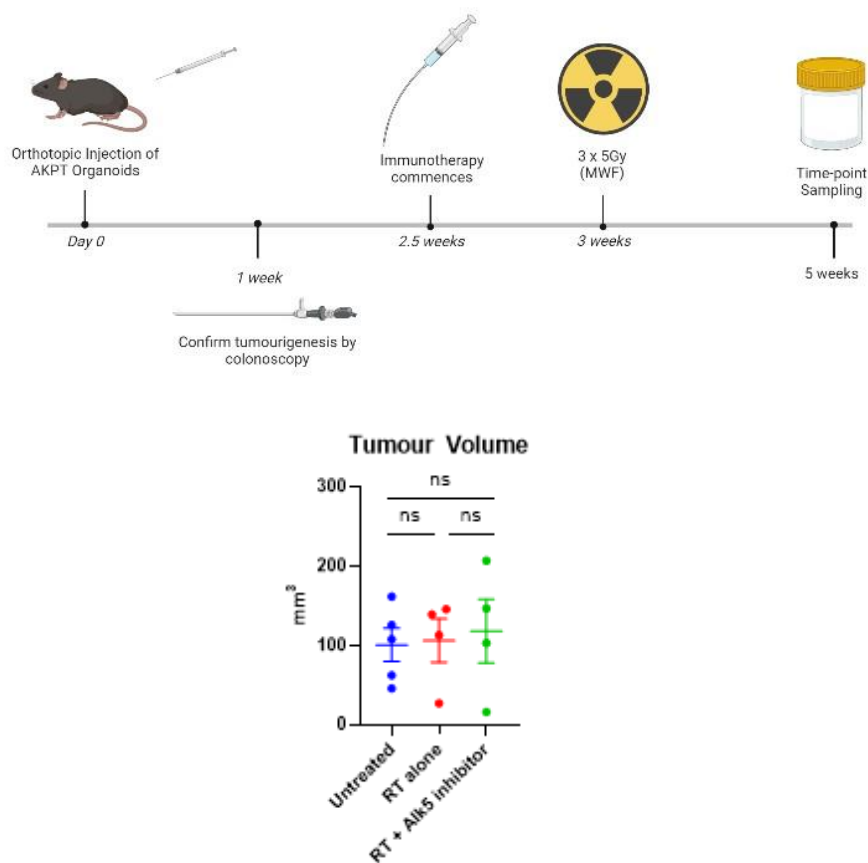 Orthotopic Injection of
AKPT Organoids
Immunotherapy
commences
3 x 5Gy
(MWF)
Time-point
Sampling
Day 0
1 week
2.5 weeks
3 weeks
5 weeks
Confirm tumourigenesis by
colonoscopy
Tumour Volume
ns
ns
ns
300
200
100
0
mm³
Untreated
RT alone
RT + Alk5 inhibitor